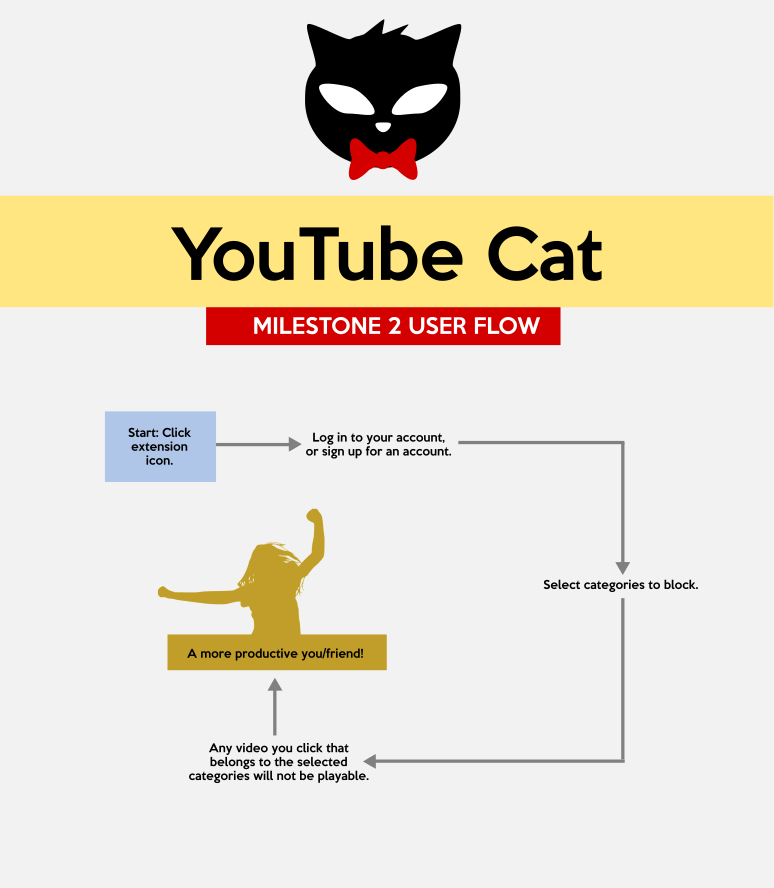 YouTube Cat
MILESTONE 2 USER FLOW
Start: Click
extension
icon.
Log in to your account,
or sign up for an account.
Select categories to block.
Any video you click that
belongs to the selected
categories will not be playable.
A more productive you/friend!